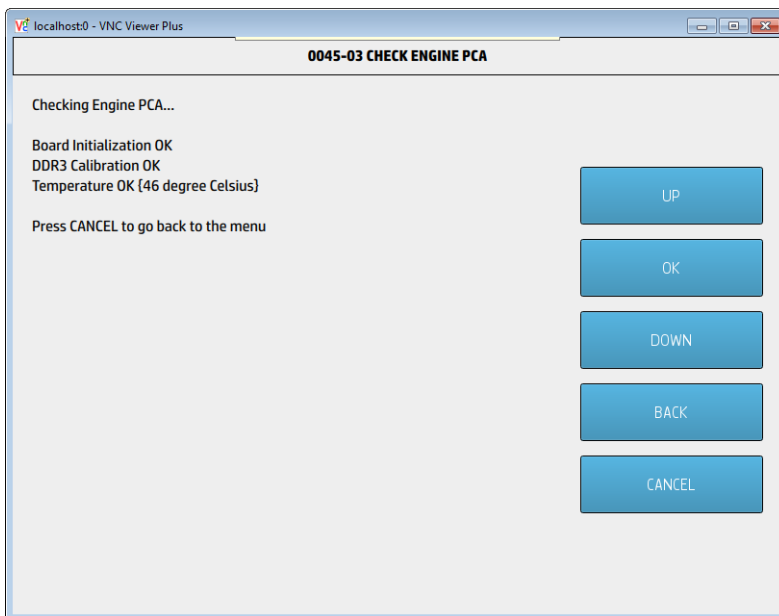 localhost:0 - VNC Viewer Plus
0045-03 CHECK ENGINE PCA
Checking Engine PCA...
Board Initialization OK
DDR3 Calibration OK
Temperature OK {46 degree Celsius}
Press CANCEL to go back to the menu
UP
OK
DOWN
BACK
CANCEL